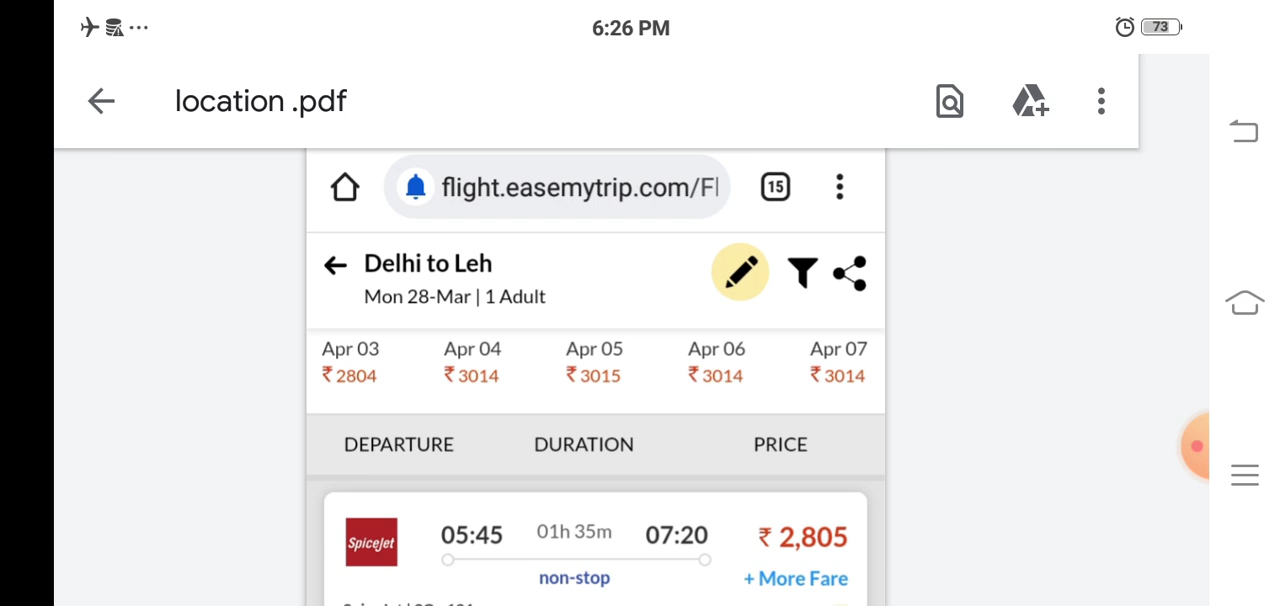 6:26 PM
73
location .pdf
flight.easemytrip.com/Fl
15
Delhi to Leh
Mon 28-Mar | 1 Adult
Apr 03 Apr 04 Apr 05 Apr 06 Apr 07
₹ 2804 ₹ 3014 ₹ 3015 ₹ 3014 ₹ 3014
DEPARTURE DURATION PRICE
SpiceJet 05:45 01h 35m 07:20 ₹ 2,805
non-stop + More Fare